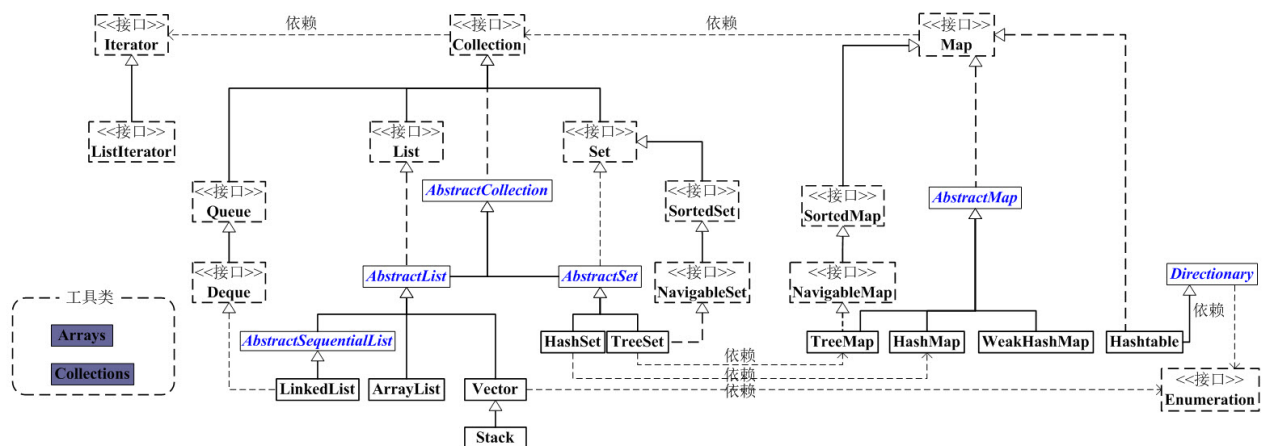 <<接口>>
Iterator
依赖
<<接口>>
Collection
依赖
<<接口>>
Map
<<接口>>
ListIterator
<<接口>>
List
<<接口>>
Set
<<接口>>
Queue
AbstractCollection
<<接口>>
SortedSet
<<接口>>
SortedMap
AbstractMap
<<接口>>
Deque
AbstractList
AbstractSet
<<接口>>
NavigableSet
<<接口>>
NavigableMap
Directionary
依赖
工具类
Arrays
Collections
AbstractSequentialList
HashSet
TreeSet
TreeMap
HashMap
WeakHashMap
Hashtable
依赖
依赖
依赖
LinkedList
ArrayList
Vector
Stack
<<接口>>
Enumeration